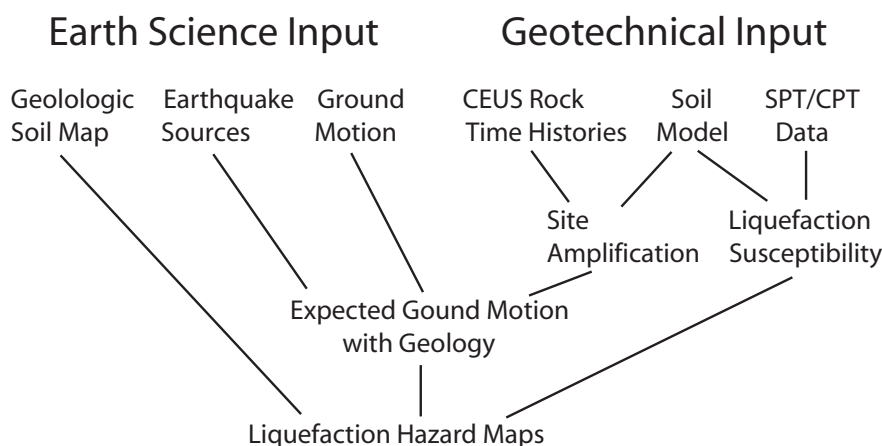 Earth Science Input
Geotechnical Input
Geolologic
Soil Map
Earthquake
Sources
Ground
Motion
CEUS Rock
Time Histories
Soil
Model
SPT/CPT
Data
Site
Amplification
Liquefaction
Susceptibility
Expected Gound Motion
with Geology
Liquefaction Hazard Maps